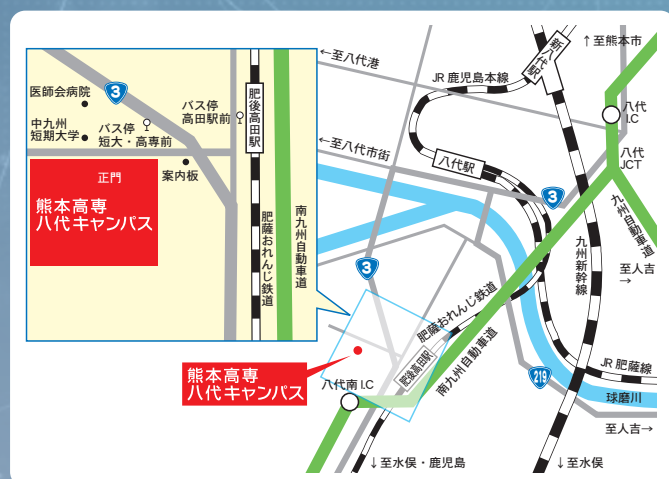 医師会病院
3
バス停
高田駅前
肥後高田駅
中九州
短期大学
バス停
短大・高専前
正門
案内板
熊本高専
八代キャンパス
肥薩おれんじ鉄道
南九州自動車道
←至八代港
新八代駅
↑至熊本市
JR 鹿児島本線
八代
I.C
←至八代市街
八代駅
八代
JCT
3
九州自動車道
九州新幹線
3
至人吉
→
肥薩おれんじ鉄道
肥後高田駅
南九州自動車道
熊本高専
八代キャンパス
八代南 I.C
219
JR 肥薩線
球磨川
至人吉→
↓至水俣・鹿児島
↓至水俣